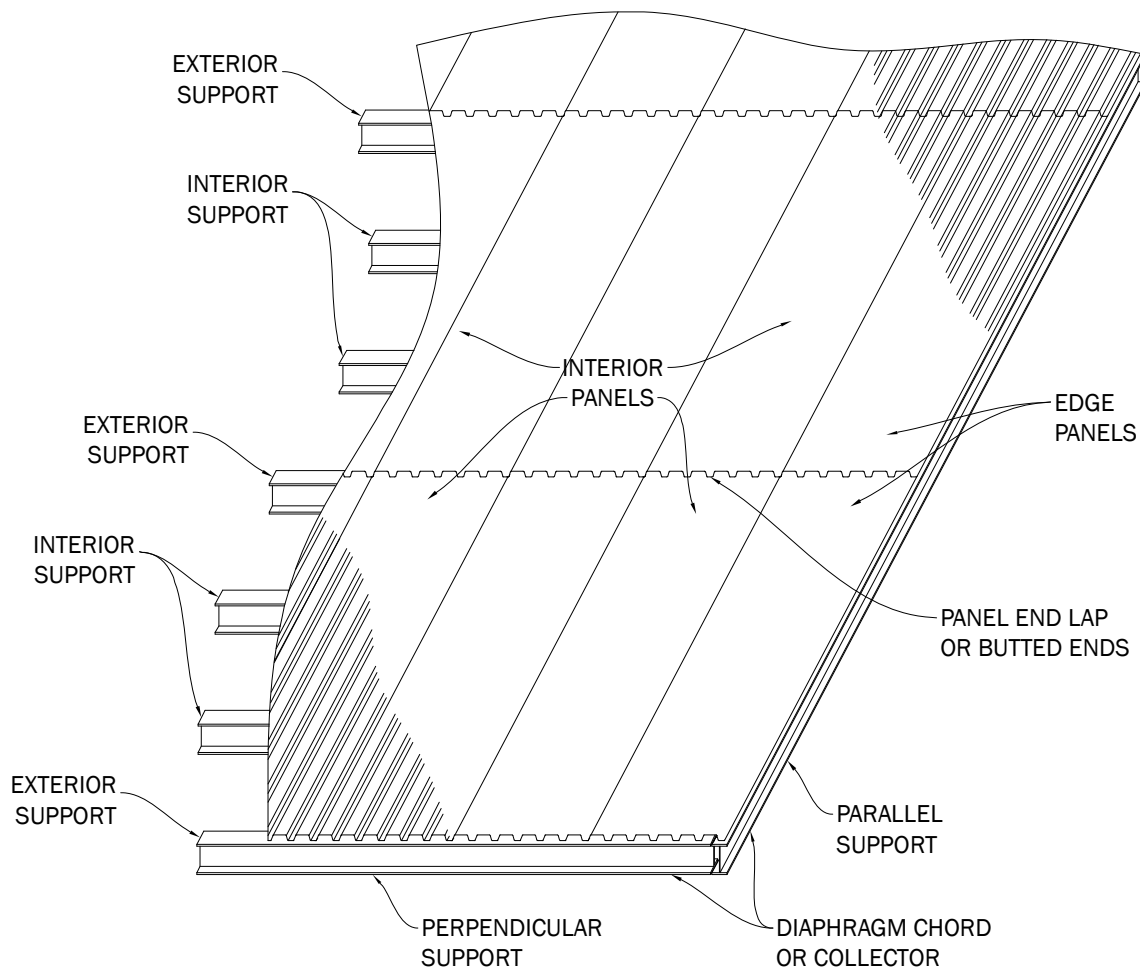 EXTERIOR
SUPPORT
INTERIOR
SUPPORT
INTERIOR
PANELS
EDGE
PANELS
EXTERIOR
SUPPORT
INTERIOR
SUPPORT
PANEL END LAP
OR BUTTED ENDS
EXTERIOR
SUPPORT
PARALLEL
SUPPORT
PERPENDICULAR
SUPPORT
DIAPHRAGM CHORD
OR COLLECTOR